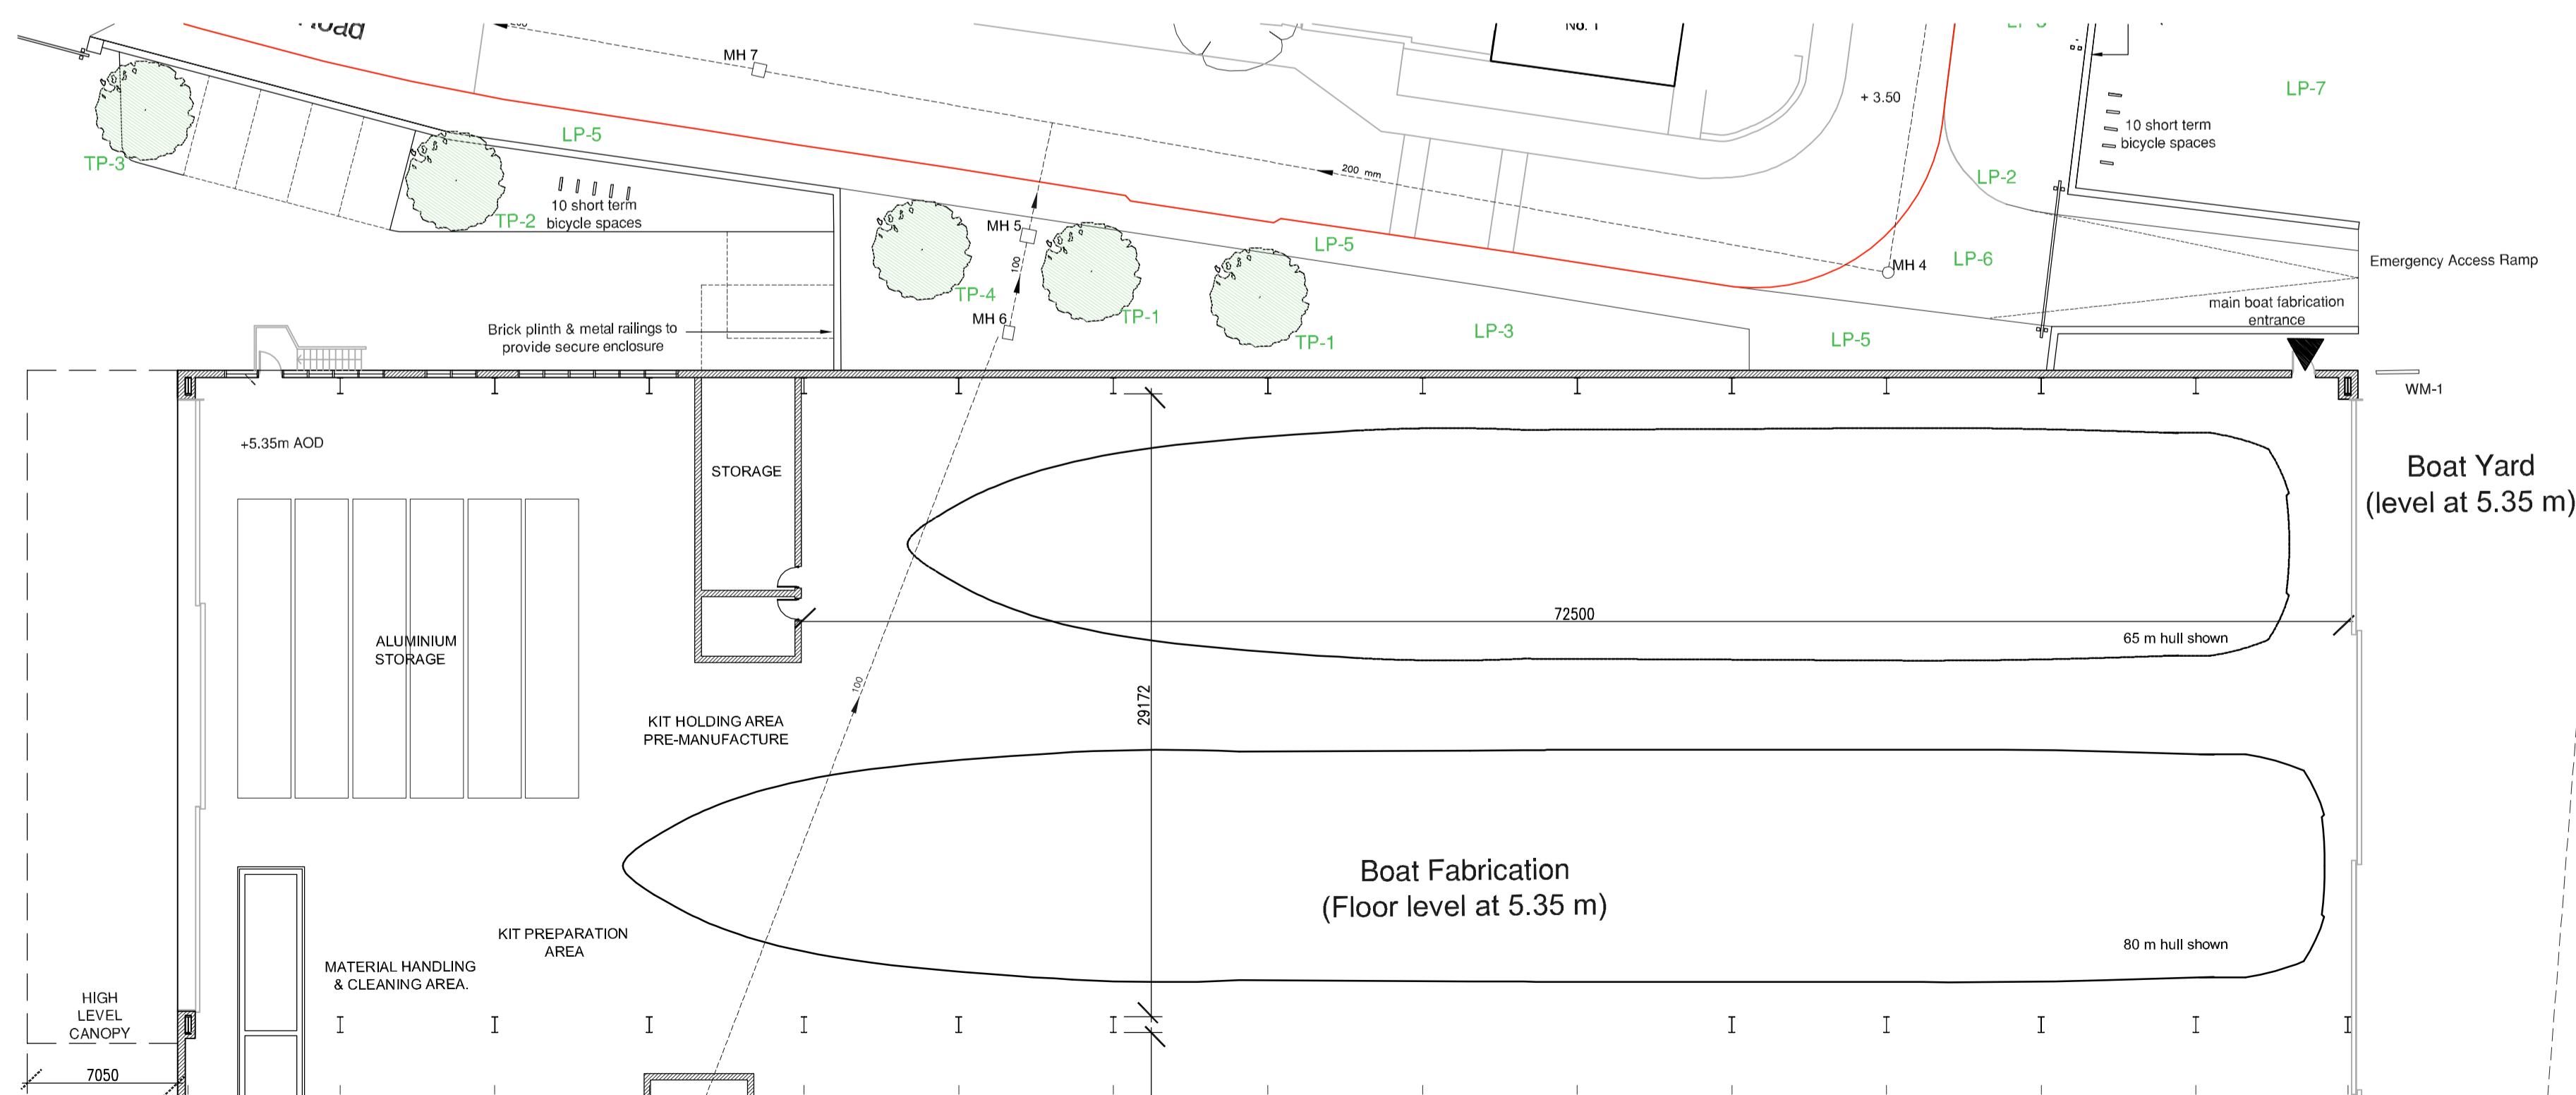 MH 7
No. 1
LP-7
+ 3.50
10 short term
bicycle spaces
LP-5
TP-3
LP-2
200 mm
10 short term
bicycle spaces
TP-2
MH 5
LP-5
LP-6
MH 4
Emergency Access Ramp
100
TP-4
main boat fabrication
entrance
MH 6
TP-1
Brick plinth & metal railings to
provide secure enclosure
TP-1
LP-3
LP-5
WM-1
+5.35m AOD
STORAGE
Boat Yard
(level at 5.35 m)
72500
65 m hull shown
ALUMINIUM
STORAGE
100
29172
KIT HOLDING AREA
PRE-MANUFACTURE
Boat Fabrication
(Floor level at 5.35 m)
KIT PREPARATION
AREA
80 m hull shown
MATERIAL HANDLING
& CLEANING AREA.
HIGH
LEVEL
CANOPY
7050